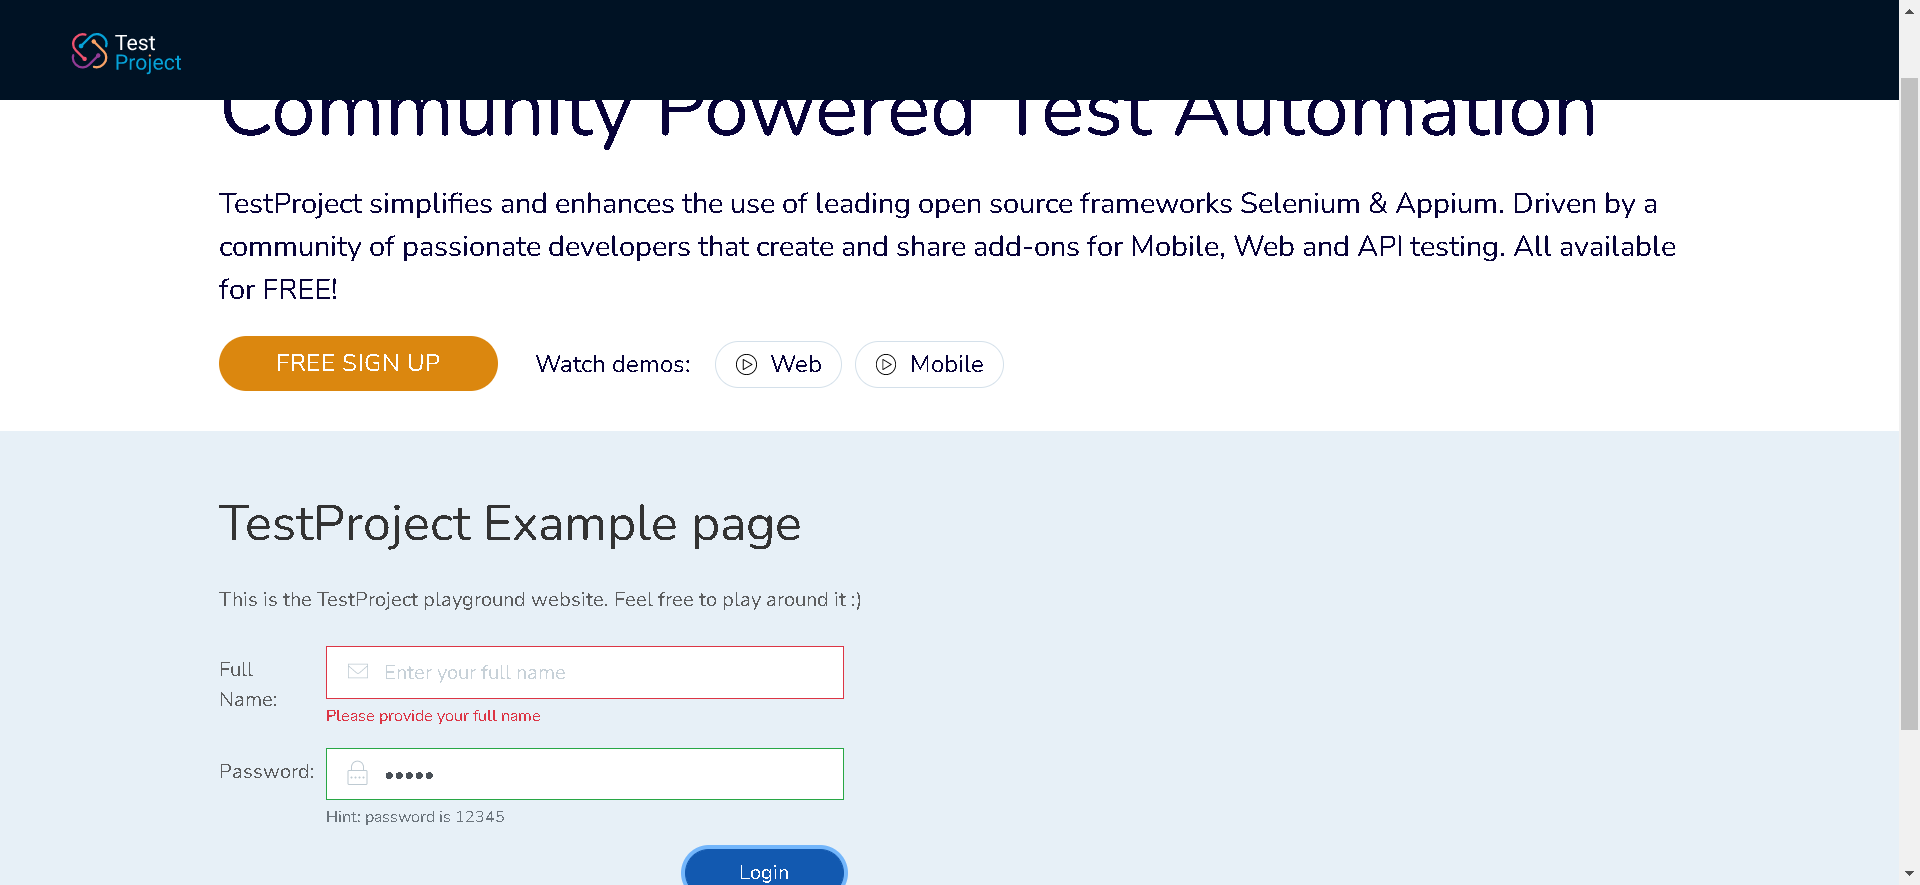 Test
Project
Community Powered Test Automation
TestProject simplifies and enhances the use of leading open source frameworks Selenium & Appium. Driven by a
community of passionate developers that create and share add-ons for Mobile, Web and API testing. All available
for FREE!
FREE SIGN UP
Watch demos:
Web
Mobile
TestProject Example page
This is the TestProject playground website. Feel free to play around it :)
Full
Name:
Enter your full name
Please provide your full name
Password:
•••••
Hint: password is 12345
Login